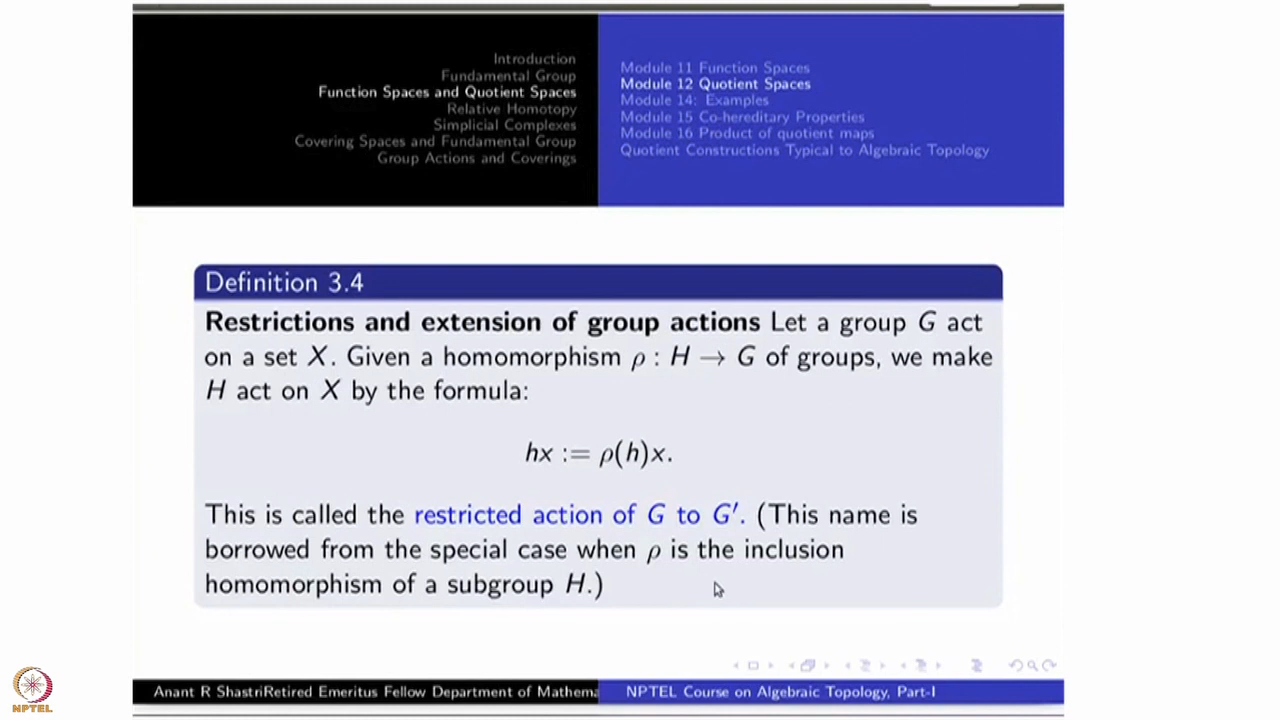 Introduction
Fundamental Group
Function Spaces and Quotient Spaces
Relative Homotopy
Simplicial Complexes
Covering Spaces and Fundamental Group
Group Actions and Coverings
Module 11 Function Spaces
Module 12 Quotient Spaces
Module 14: Examples
Module 15 Co-hereditary Properties
Module 16 Product of quotient maps
Quotient Constructions Typical to Algebraic Topology
Definition 3.4
Restrictions and extension of group actions Let a group G act
on a set X. Given a homomorphism ρ : H → G of groups, we make
H act on X by the formula:
hx := ρ(h)x.
This is called the restricted action of G to G′. (This name is
borrowed from the special case when ρ is the inclusion
homomorphism of a subgroup H.)
Anant R ShastriRetired Emeritus Fellow Department of Mathema
NPTEL Course on Algebraic Topology, Part-I
NPTEL